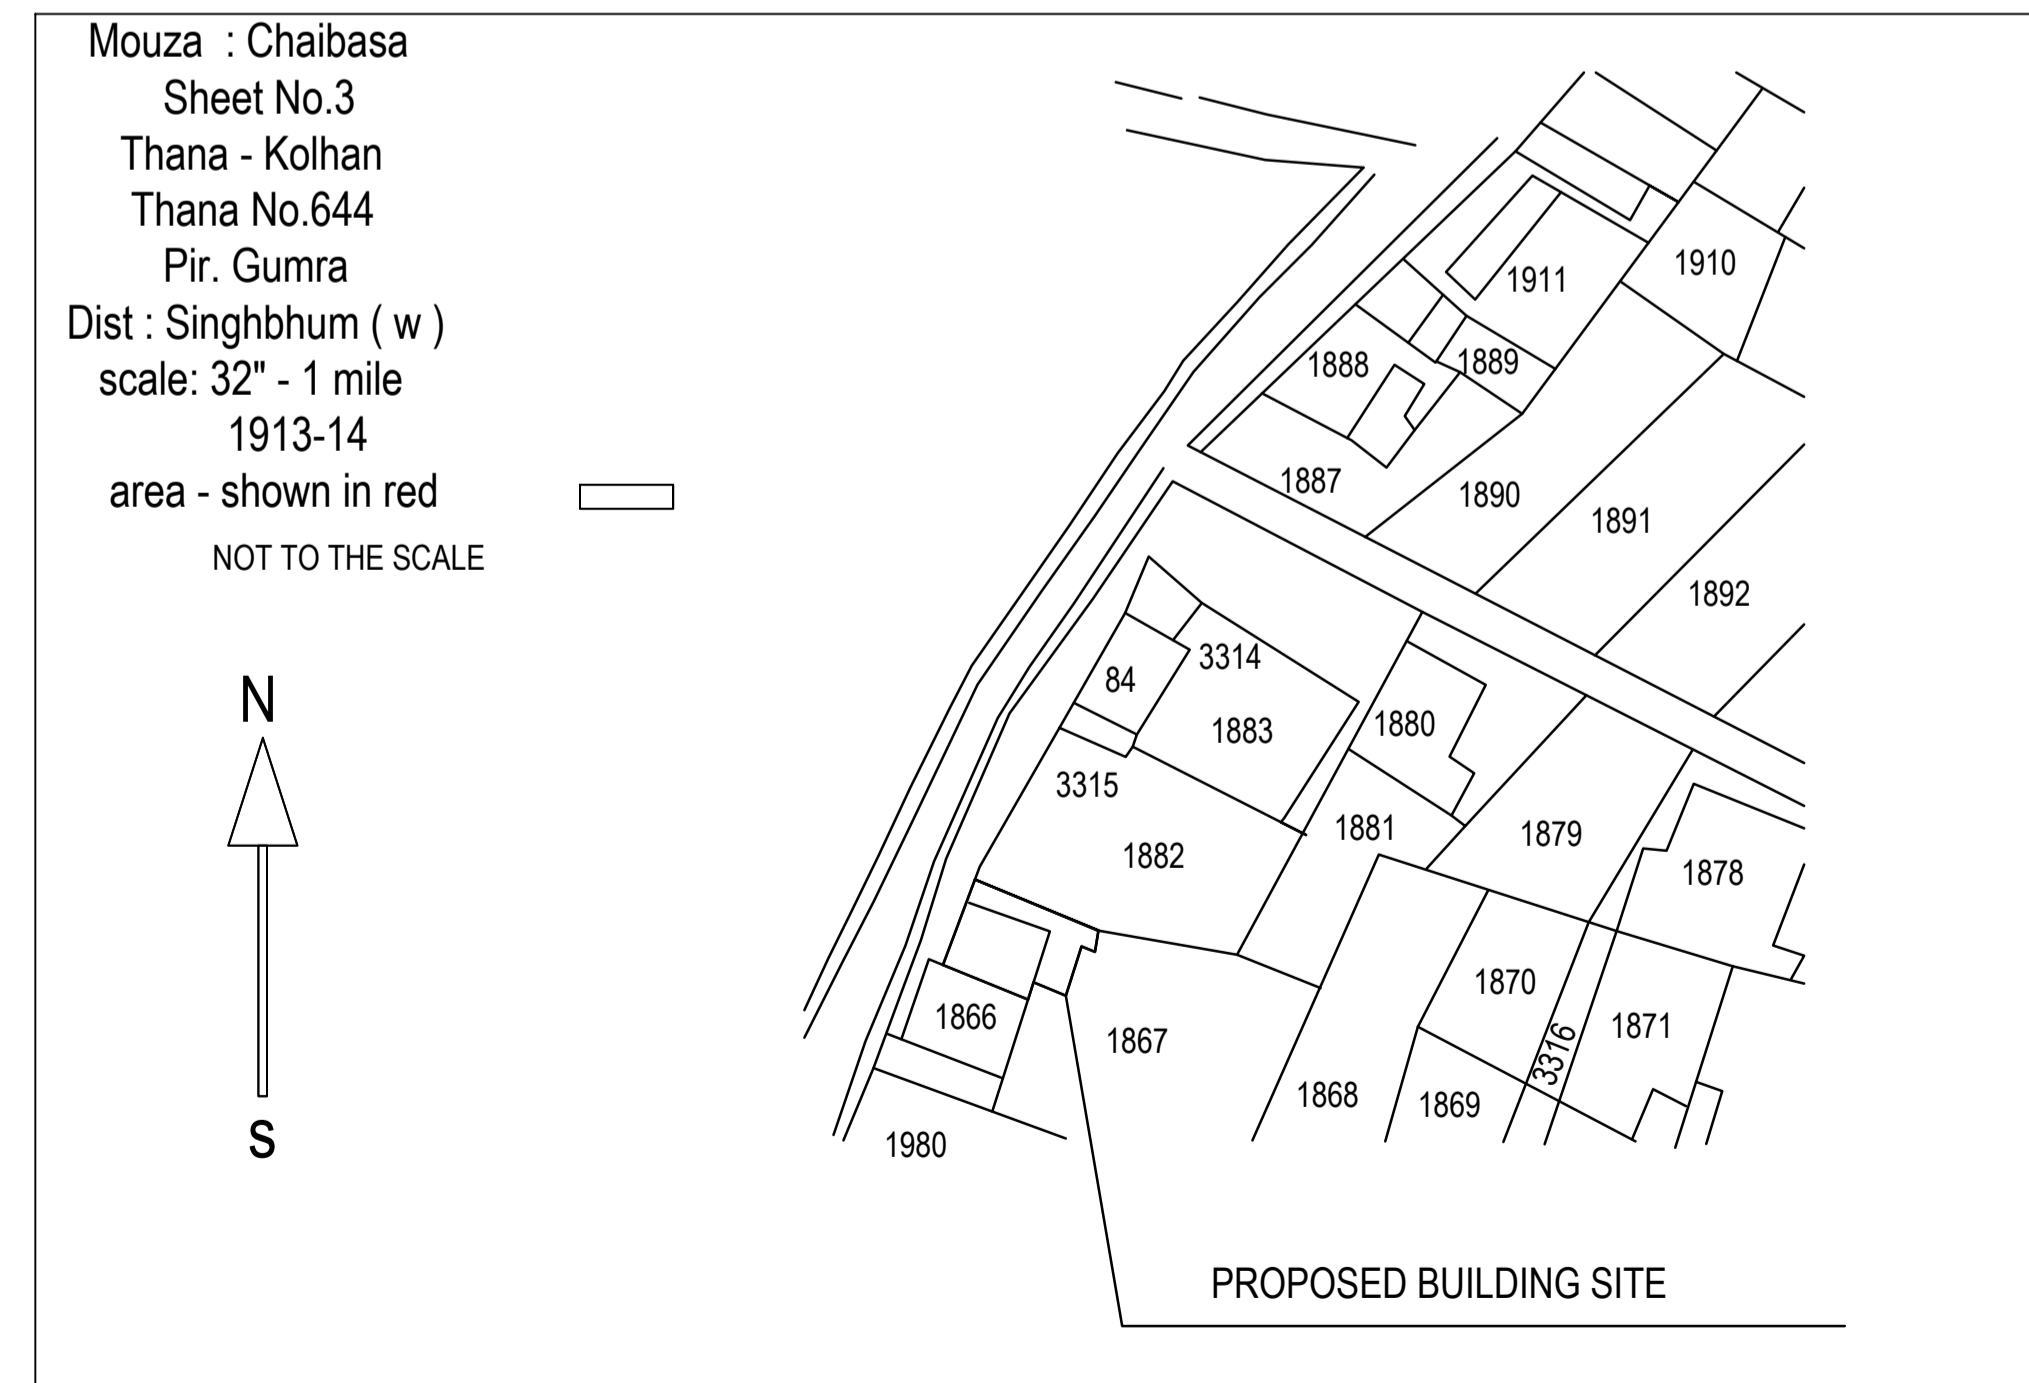 Mouza : Chaibasa
Sheet No.3
Thana - Kolhan
Thana No.644
Pir. Gumra
Dist : Singhbhum ( w )
scale: 32" - 1 mile
1913-14
area - shown in red
NOT TO THE SCALE
N
S
1910
1911
1888
1889
1887
1890
1891
1892
3314
84
1883
1880
3315
1881
1879
1882
1878
1870
1866
1871
1867
3316
1868
1869
1980
PROPOSED BUILDING SITE